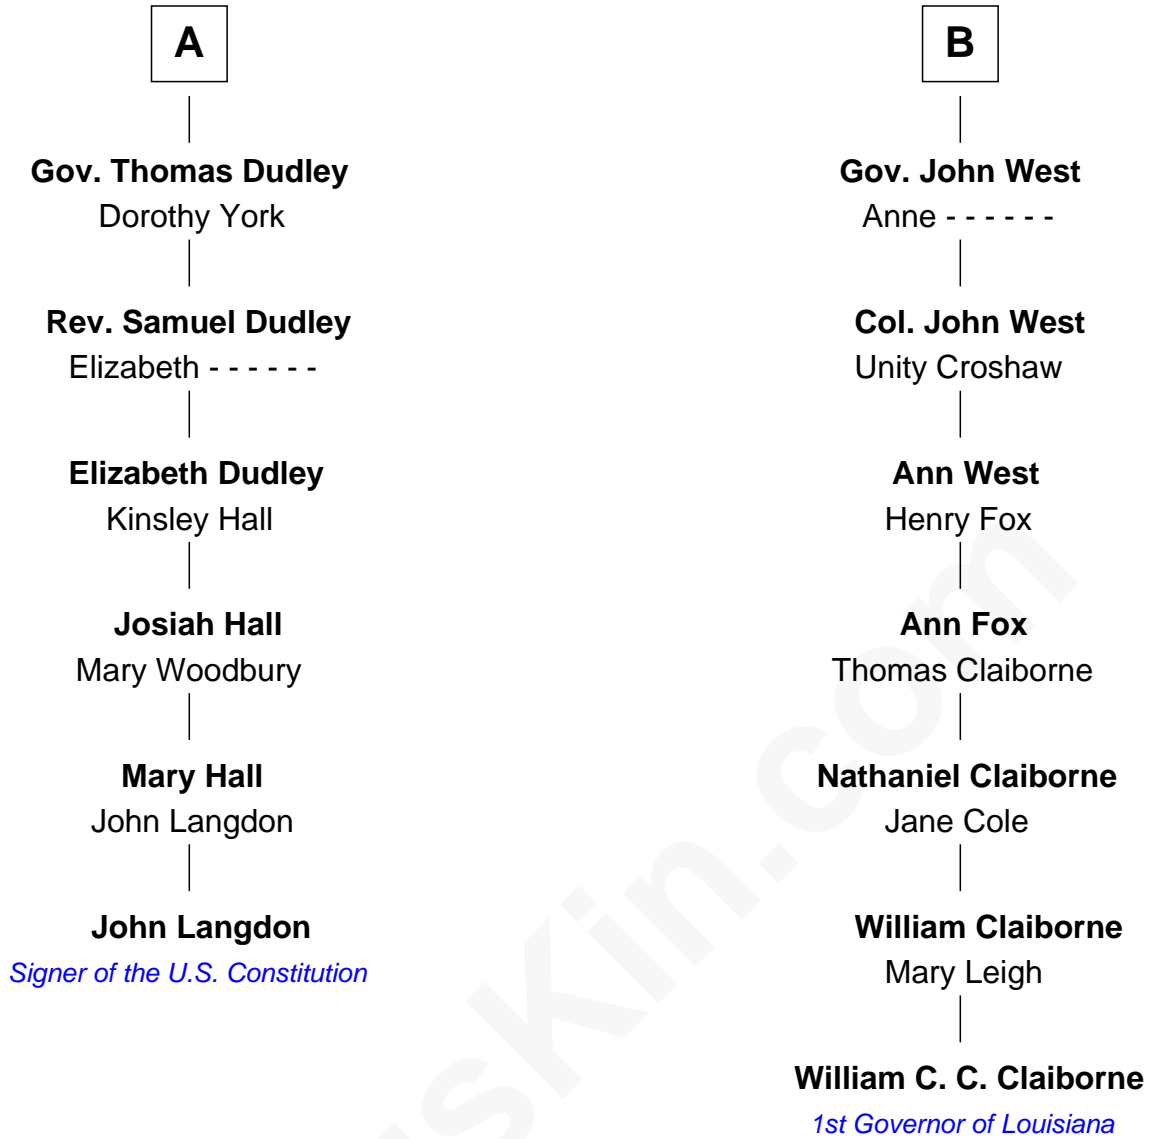 A
Gov. Thomas Dudley
Dorothy York
Rev. Samuel Dudley
Elizabeth - - - - - -
Elizabeth Dudley
Kinsley Hall
Josiah Hall
Mary Woodbury
Mary Hall
John Langdon
John Langdon
Signer of the U.S. Constitution
B
Gov. John West
Anne - - - - - -
Col. John West
Unity Croshaw
Ann West
Henry Fox
Ann Fox
Thomas Claiborne
Nathaniel Claiborne
Jane Cole
William Claiborne
Mary Leigh
William C. C. Claiborne
1st Governor of Louisiana